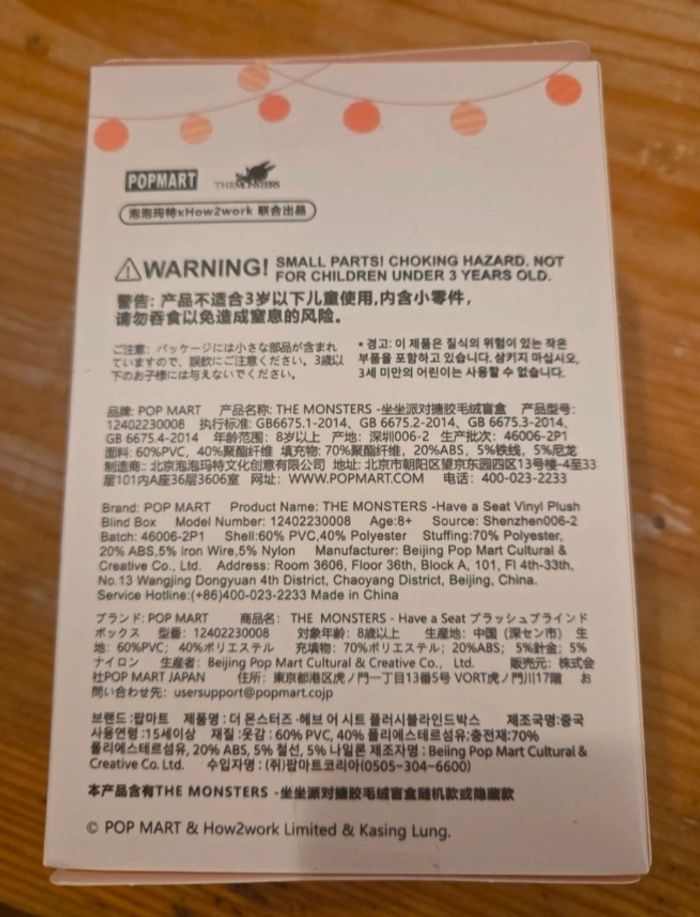 POPMART THE MONSTERS
泡泡玛特xHow2work 联合出品
WARNING! SMALL PARTS! CHOKING HAZARD. NOT
FOR CHILDREN UNDER 3 YEARS OLD.
警告: 产品不适合3岁以下儿童使用,内含小零件,
请勿吞食以免造成窒息的风险。
ご注意: パッケージには小さな部品が含まれ
ていますので、誤飲にご注意ください。3歳以
下のお子様には与えないでください。
• 경고: 이 제품은 질식의 위험이 있는 작은
부품을 포함하고 있습니다. 삼키지 마십시오,
3세 미만의 어린이는 사용할 수 없습니다.
品牌: POP MART 产品名称: THE MONSTERS -坐坐派对搪胶毛绒盲盒 产品型号:
12402230008 执行标准: GB6675.1-2014、GB 6675.2-2014、GB 6675.3-2014、
GB 6675.4-2014 年龄范围: 8岁以上 产地: 深圳006-2 生产批次: 46006-2P1
面料: 60%PVC, 40%聚酯纤维 填充物: 70%聚酯纤维, 20%ABS, 5%铁线, 5%尼龙
制造商:: 北京泡泡玛特文化创意有限公司 地址: 北京市朝阳区望京东园四区13号楼-4至33
层101内A座36层3606室 网址: WWW.POPMART.COM 电话: 400-023-2233
Brand: POP MART Product Name: THE MONSTERS -Have a Seat Vinyl Plush
Blind Box Model Number: 12402230008 Age:8+ Source: Shenzhen006-2
Batch: 46006-2P1 Shell:60% PVC,40% Polyester Stuffing:70% Polyester,
20% ABS,5% Iron Wire,5% Nylon Manufacturer: Beijing Pop Mart Cultural &
Creative Co., Ltd. Address: Room 3606, Floor 36th, Block A, 101, Fl 4th-33th,
No.13 Wangjing Dongyuan 4th District, Chaoyang District, Beijing, China.
Service Hotline:(+86)400-023-2233 Made in China
ブランド: POP MART 商品名: THE MONSTERS - Have a Seat プラッシュブラインド
ボックス 型番: 12402230008 対象年齢: 8歳以上 生産地: 中国 (深セン市) 生
地: 60%PVC; 40%ポリエステル 充填物: 70%ポリエステル; 20%ABS; 5%針金; 5%
ナイロン 生産者: Beijing Pop Mart Cultural & Creative Co., Ltd. 販売元: 株式会
社POP MART JAPAN 住所: 東京都港区虎ノ門一丁目13番5号 VORT虎ノ門川17階 お
問い合わせ先: usersupport@popmart.cojp
브랜드:팝마트 제품명: 더 몬스터즈-헤브 어 시트 플러시블라인드박스 제조국명:중국
사용연령:15세이상 재질:옷감: 60% PVC, 40% 폴리에스테르섬유;충전재:70%
폴리에스테르섬유, 20% ABS, 5% 철선, 5% 나일론 제조자명: Beiing Pop Mart Cultural &
Creative Co. Ltd. 수입자명: (쥐)팝마트코리아(0505-304-6600)
本产品含有THE MONSTERS -坐坐派对搪胶毛绒盲盒随机款或隐藏款
© POP MART & How2work Limited & Kasing Lung.